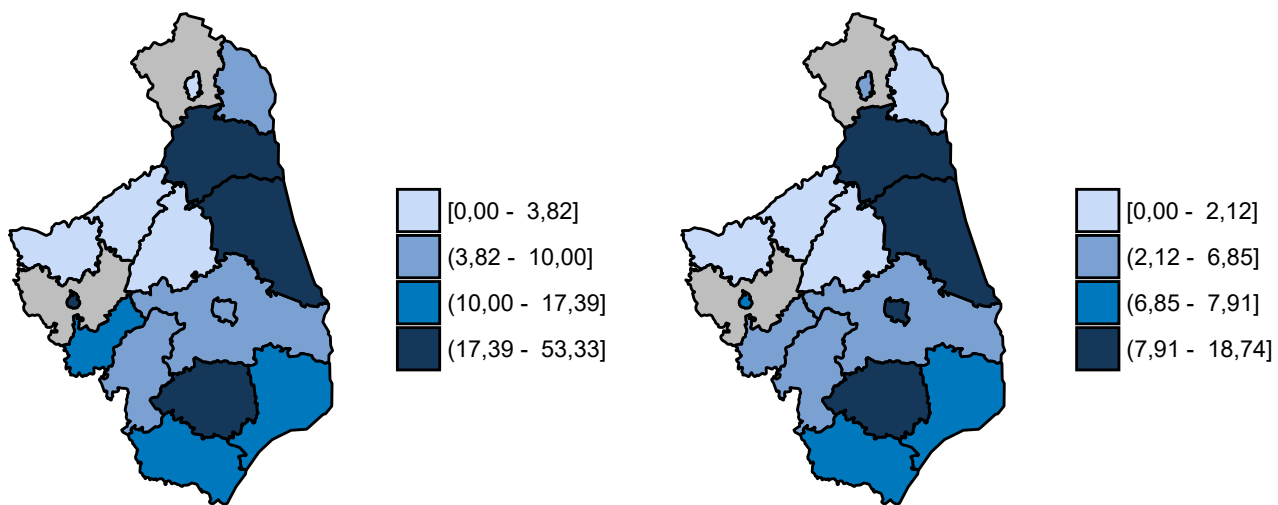 [0,00 - 3,82]
(3,82 - 10,00]
(10,00 - 17,39]
(17,39 - 53,33]
[0,00 - 2,12]
(2,12 - 6,85]
(6,85 - 7,91]
(7,91 - 18,74]